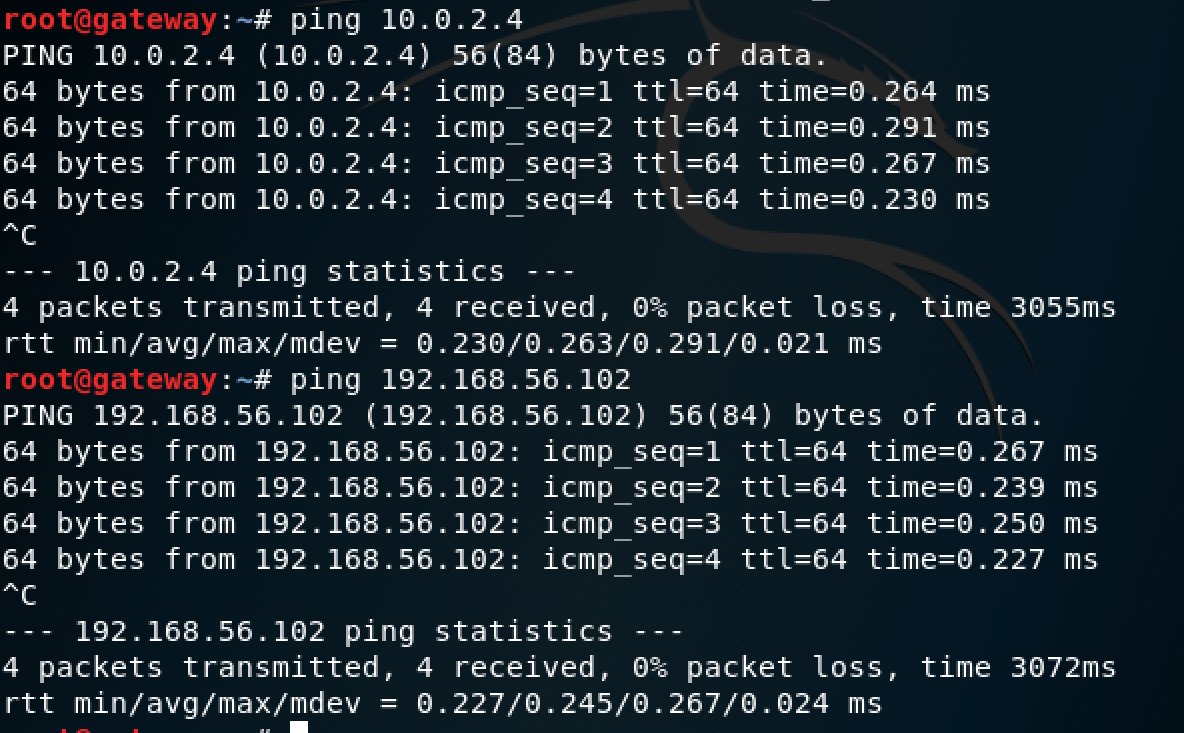 root@gateway:~# ping 10.0.2.4
PING 10.0.2.4 (10.0.2.4) 56(84) bytes of data.
64 bytes from 10.0.2.4: icmp_seq=1 ttl=64 time=0.264 ms
64 bytes from 10.0.2.4: icmp_seq=2 ttl=64 time=0.291 ms
64 bytes from 10.0.2.4: icmp_seq=3 ttl=64 time=0.267 ms
64 bytes from 10.0.2.4: icmp_seq=4 ttl=64 time=0.230 ms
^C
--- 10.0.2.4 ping statistics ---
4 packets transmitted, 4 received, 0% packet loss, time 3055ms
rtt min/avg/max/mdev = 0.230/0.263/0.291/0.021 ms
root@gateway:~# ping 192.168.56.102
PING 192.168.56.102 (192.168.56.102) 56(84) bytes of data.
64 bytes from 192.168.56.102: icmp_seq=1 ttl=64 time=0.267 ms
64 bytes from 192.168.56.102: icmp_seq=2 ttl=64 time=0.239 ms
64 bytes from 192.168.56.102: icmp_seq=3 ttl=64 time=0.250 ms
64 bytes from 192.168.56.102: icmp_seq=4 ttl=64 time=0.227 ms
^C
--- 192.168.56.102 ping statistics ---
4 packets transmitted, 4 received, 0% packet loss, time 3072ms
rtt min/avg/max/mdev = 0.227/0.245/0.267/0.024 ms